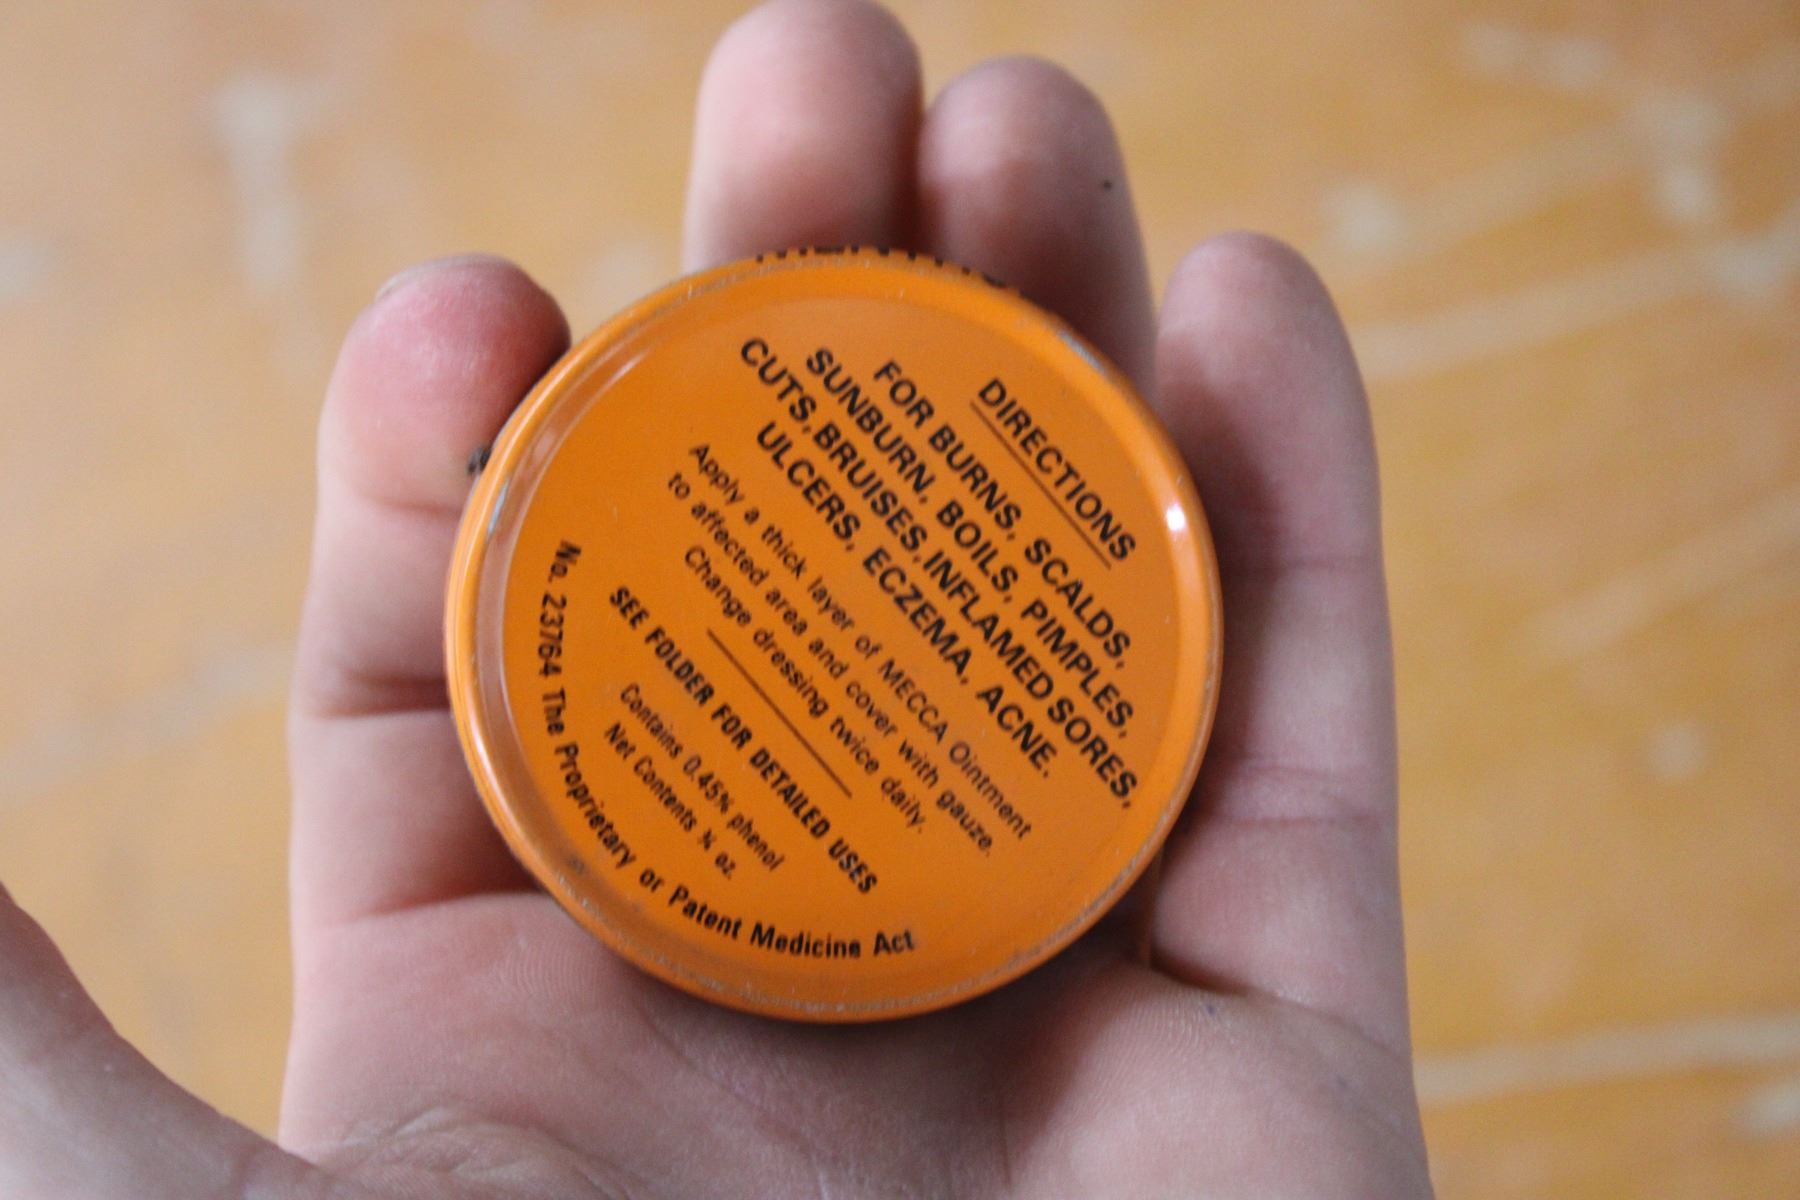 DIRECTIONS
FOR BURNS, SCALDS,
SUNBURN, BOILS, PIMPLES,
CUTS, BRUISES, INFLAMED SORES,
ULCERS, ECZEMA, ACNE.
Apply a thick layer of MECCA Ointment
to affected area and cover with gauze.
Change dressing twice daily.
SEE FOLDER FOR DETAILED USES
Contains 0.45% phenol
Net Contents ¾ oz.
No. 23764 The Proprietary or Patent Medicine Act